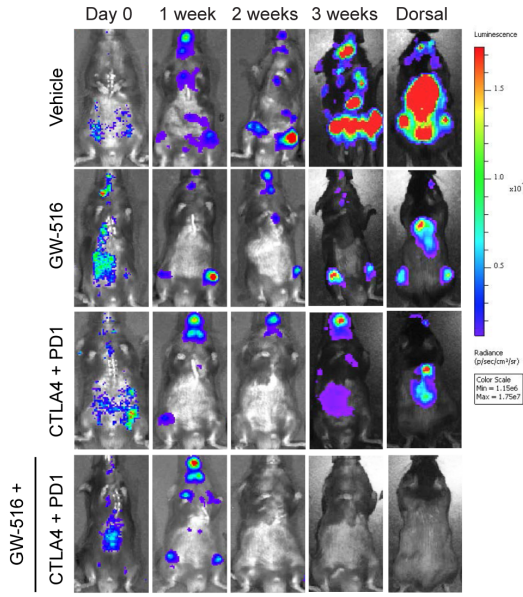 Day 0 1 week 2 weeks 3 weeks Dorsal
Luminescence
Vehicle
1.5
x10
1.0
GW-516
0.5
CTLA4 + PD1
Radiance
(p/sec/cm²/sr)
Color Scale
Min = 1.15e6
Max = 1.75e7
GW-516 +
CTLA4 + PD1